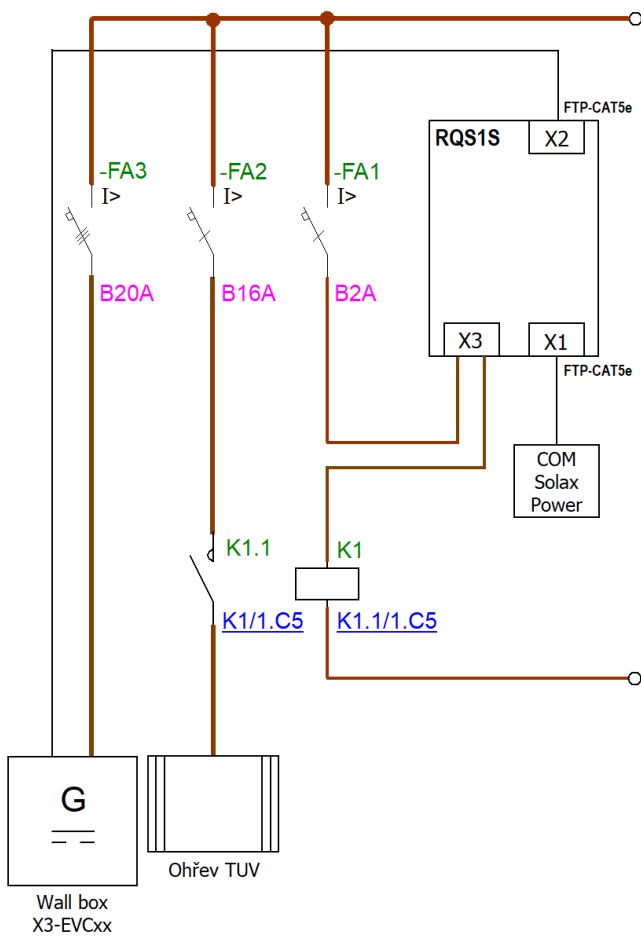 FTP-CAT5e
RQS1S
X2
-FA3
-FA2
-FA1
I>
I>
I>
B20A
B16A
B2A
X3
X1
FTP-CAT5e
COM
Solax
Power
K1.1
K1
K1/1.C5
K1.1/1.C5
G
Ohřev TUV
Wall box
X3-EVCxx